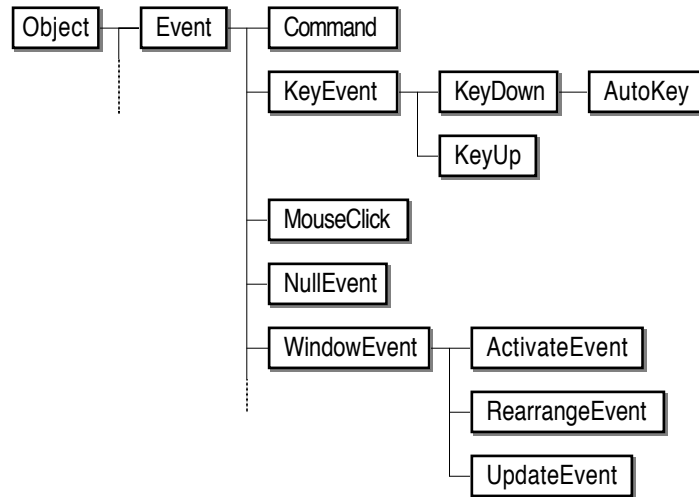 Object
Event
Command
KeyEvent
KeyDown
AutoKey
KeyUp
MouseClick
NullEvent
WindowEvent
ActivateEvent
RearrangeEvent
UpdateEvent